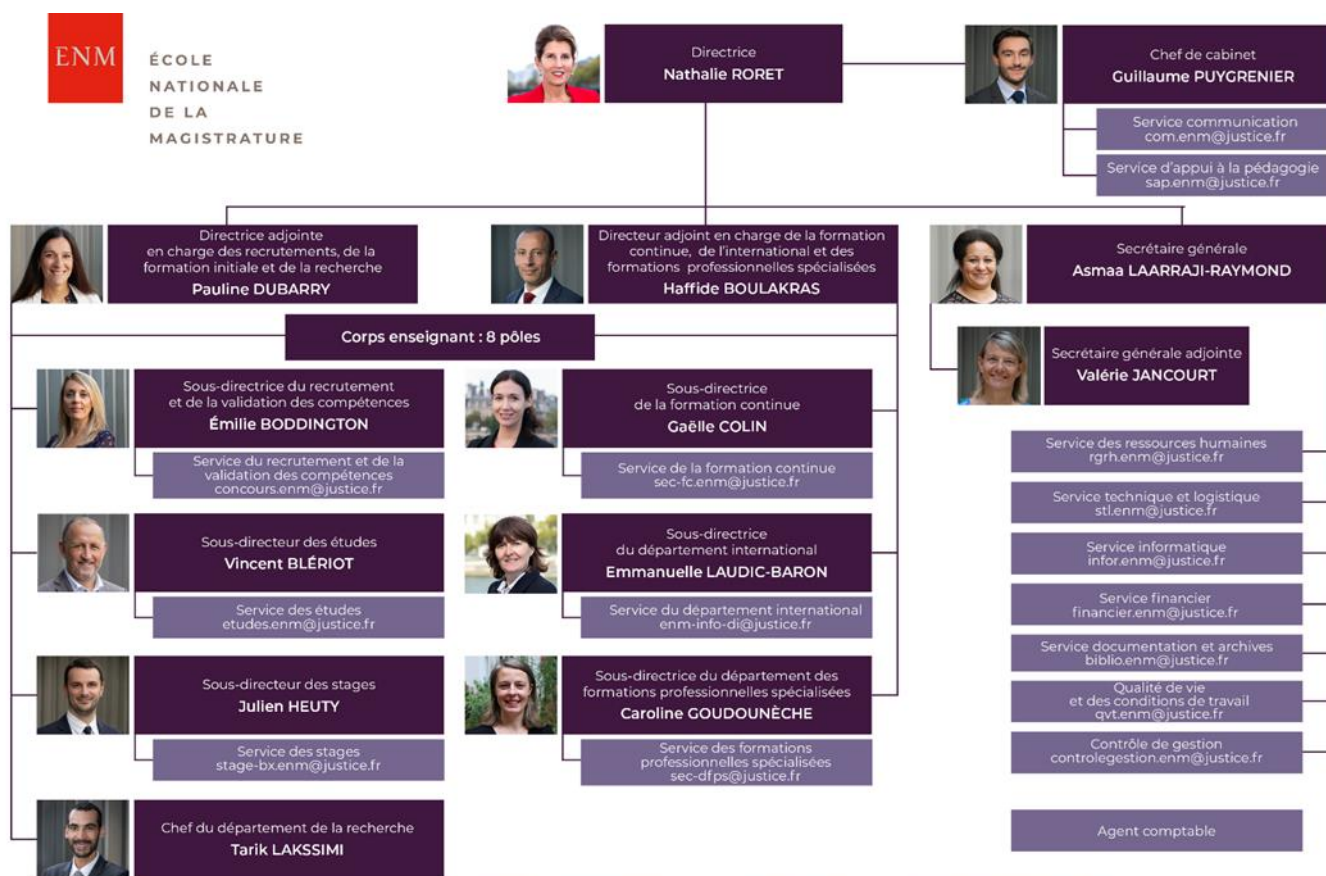 ENM
ÉCOLE
NATIONALE
DE LA
MAGISTRATURE
Directrice
Nathalie RORET
Chef de cabinet
Guillaume PUYGRENIER
Service communication
com.enm@justice.fr
Service d'appui à la pédagogie
sap.enm@justice.fr
Directrice adjointe
en charge des recrutements, de la
formation initiale et de la recherche
Pauline DUBARRY
Directeur adjoint en charge de la formation
continue, de l'international et des
formations professionnelles spécialisées
Haffide BOULAKRAS
Secrétaire générale
Asmaa LAARRAJI-RAYMOND
Corps enseignant : 8 pôles
Secrétaire générale adjointe
Valérie JANCOURT
Sous-directrice du recrutement
et de la validation des compétences
Émilie BODDINGTON
Service du recrutement et de la
validation des compétences
concours.enm@justice.fr
Sous-directeur des études
Vincent BLÉRIOT
Service des études
etudes.enm@justice.fr
Sous-directeur des stages
Julien HEUTY
Service des stages
stage-bx.enm@justice.fr
Chef du département de la recherche
Tarik LAKSSIMI
Sous-directrice
de la formation continue
Gaëlle COLIN
Service de la formation continue
sec-fc.enm@justice.fr
Sous-directrice
du département international
Emmanuelle LAUDIC-BARON
Service du département international
enm-info-di@justice.fr
Sous-directrice du département des
formations professionnelles spécialisées
Caroline GOUDOUNÈCHE
Service des formations
professionnelles spécialisées
sec-dfps@justice.fr
Service des ressources humaines
rgrh.enm@justice.fr
Service technique et logistique
stl.enm@justice.fr
Service informatique
infor.enm@justice.fr
Service financier
financier.enm@justice.fr
Service documentation et archives
biblio.enm@justice.fr
Qualité de vie
et des conditions de travail
qvt.enm@justice.fr
Contrôle de gestion
controlegestion.enm@justice.fr
Agent comptable